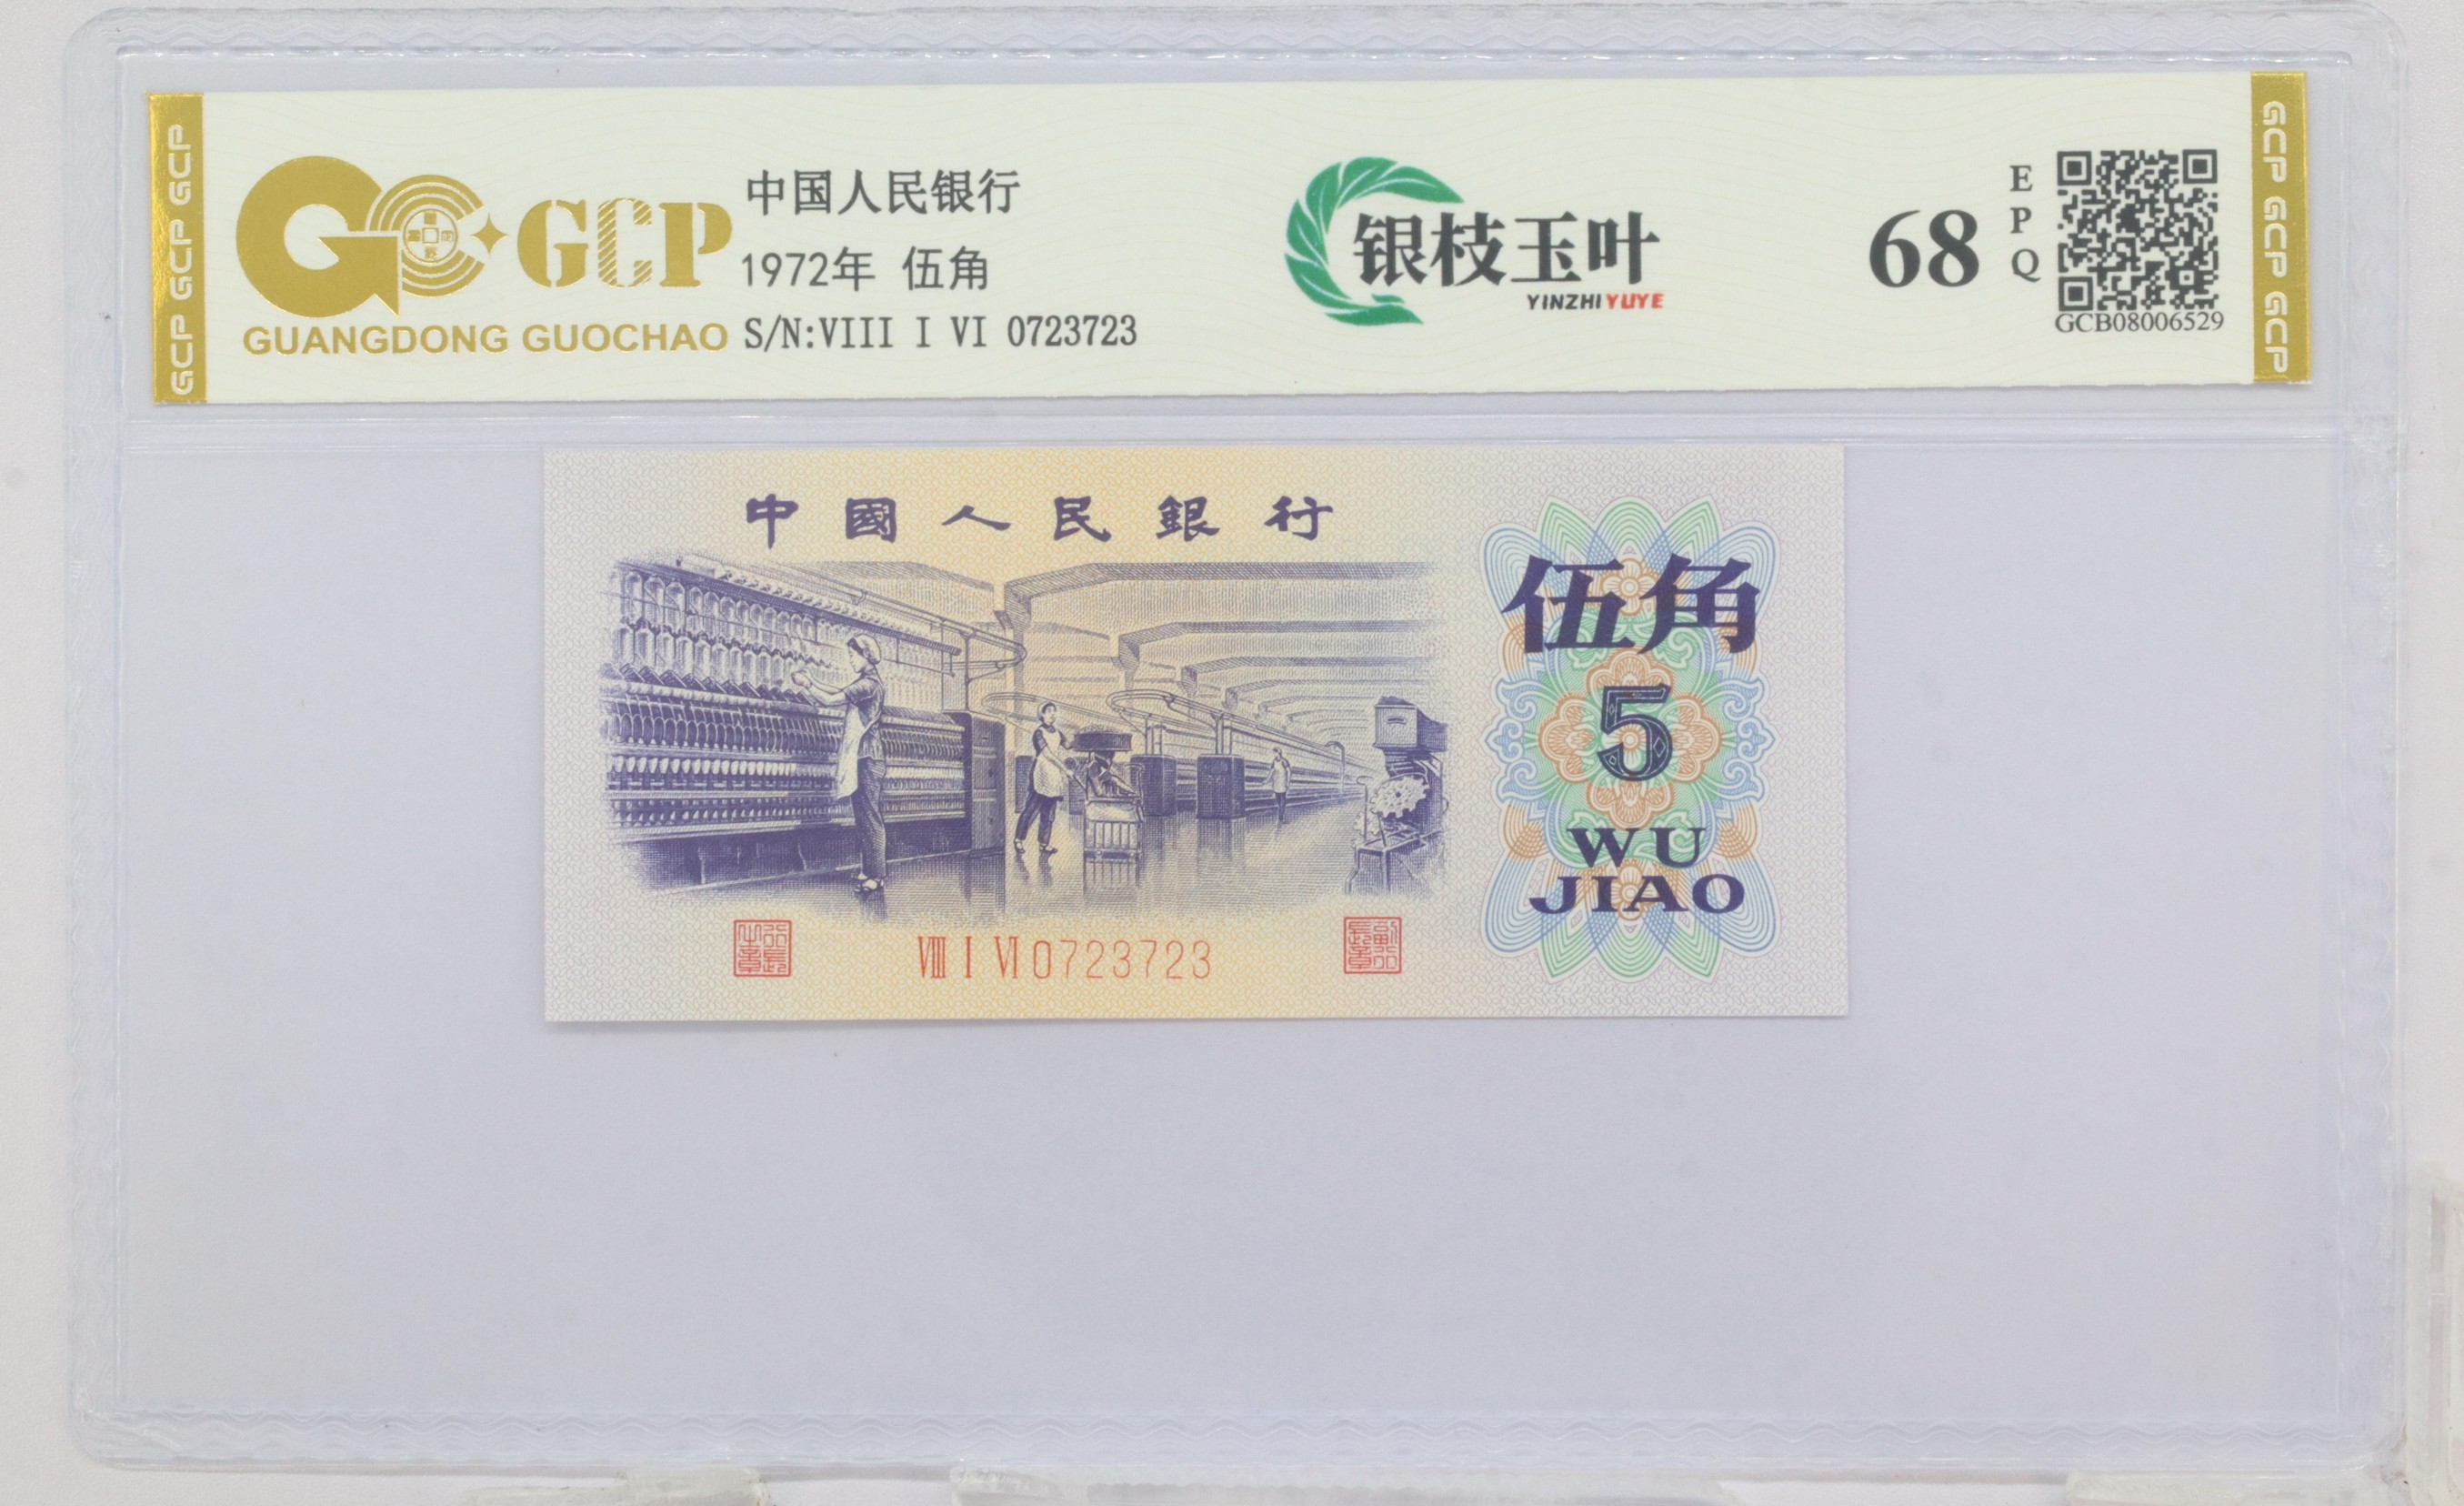 GCP GCP GCP
GCP
GUANGDONG GUOCHAO
中国人民银行
1972年 伍角
S/N:VIII I VI 0723723
银枝玉叶
YINZHI YUYE
68
E
P
Q
GCB08006529
GCP GCP GCP
中國人民銀行
伍角
5
WU
JIAO
Ⅷ Ⅰ Ⅵ 0723723